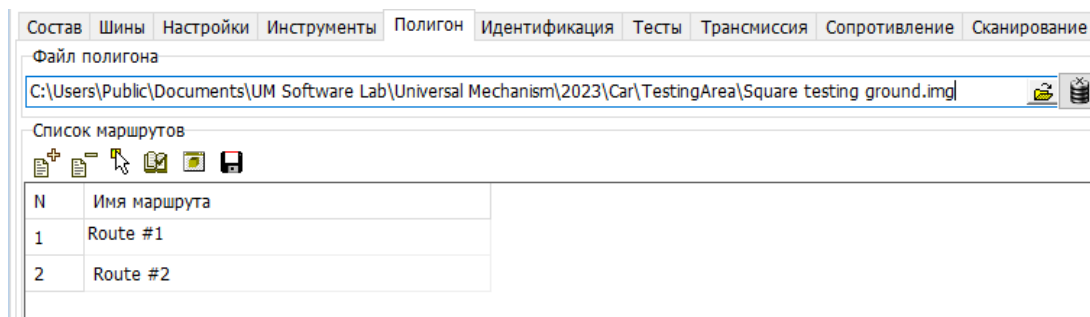 Состав Шины Настройки Инструменты Полигон Идентификация Тесты Трансмиссия Сопротивление Сканирование
Файл полигона
C:\Users\Public\Documents\UM Software Lab\Universal Mechanism\2023\Car\TestingArea\Square testing ground.img
Список маршрутов
N Имя маршрута
1 Route #1
2 Route #2